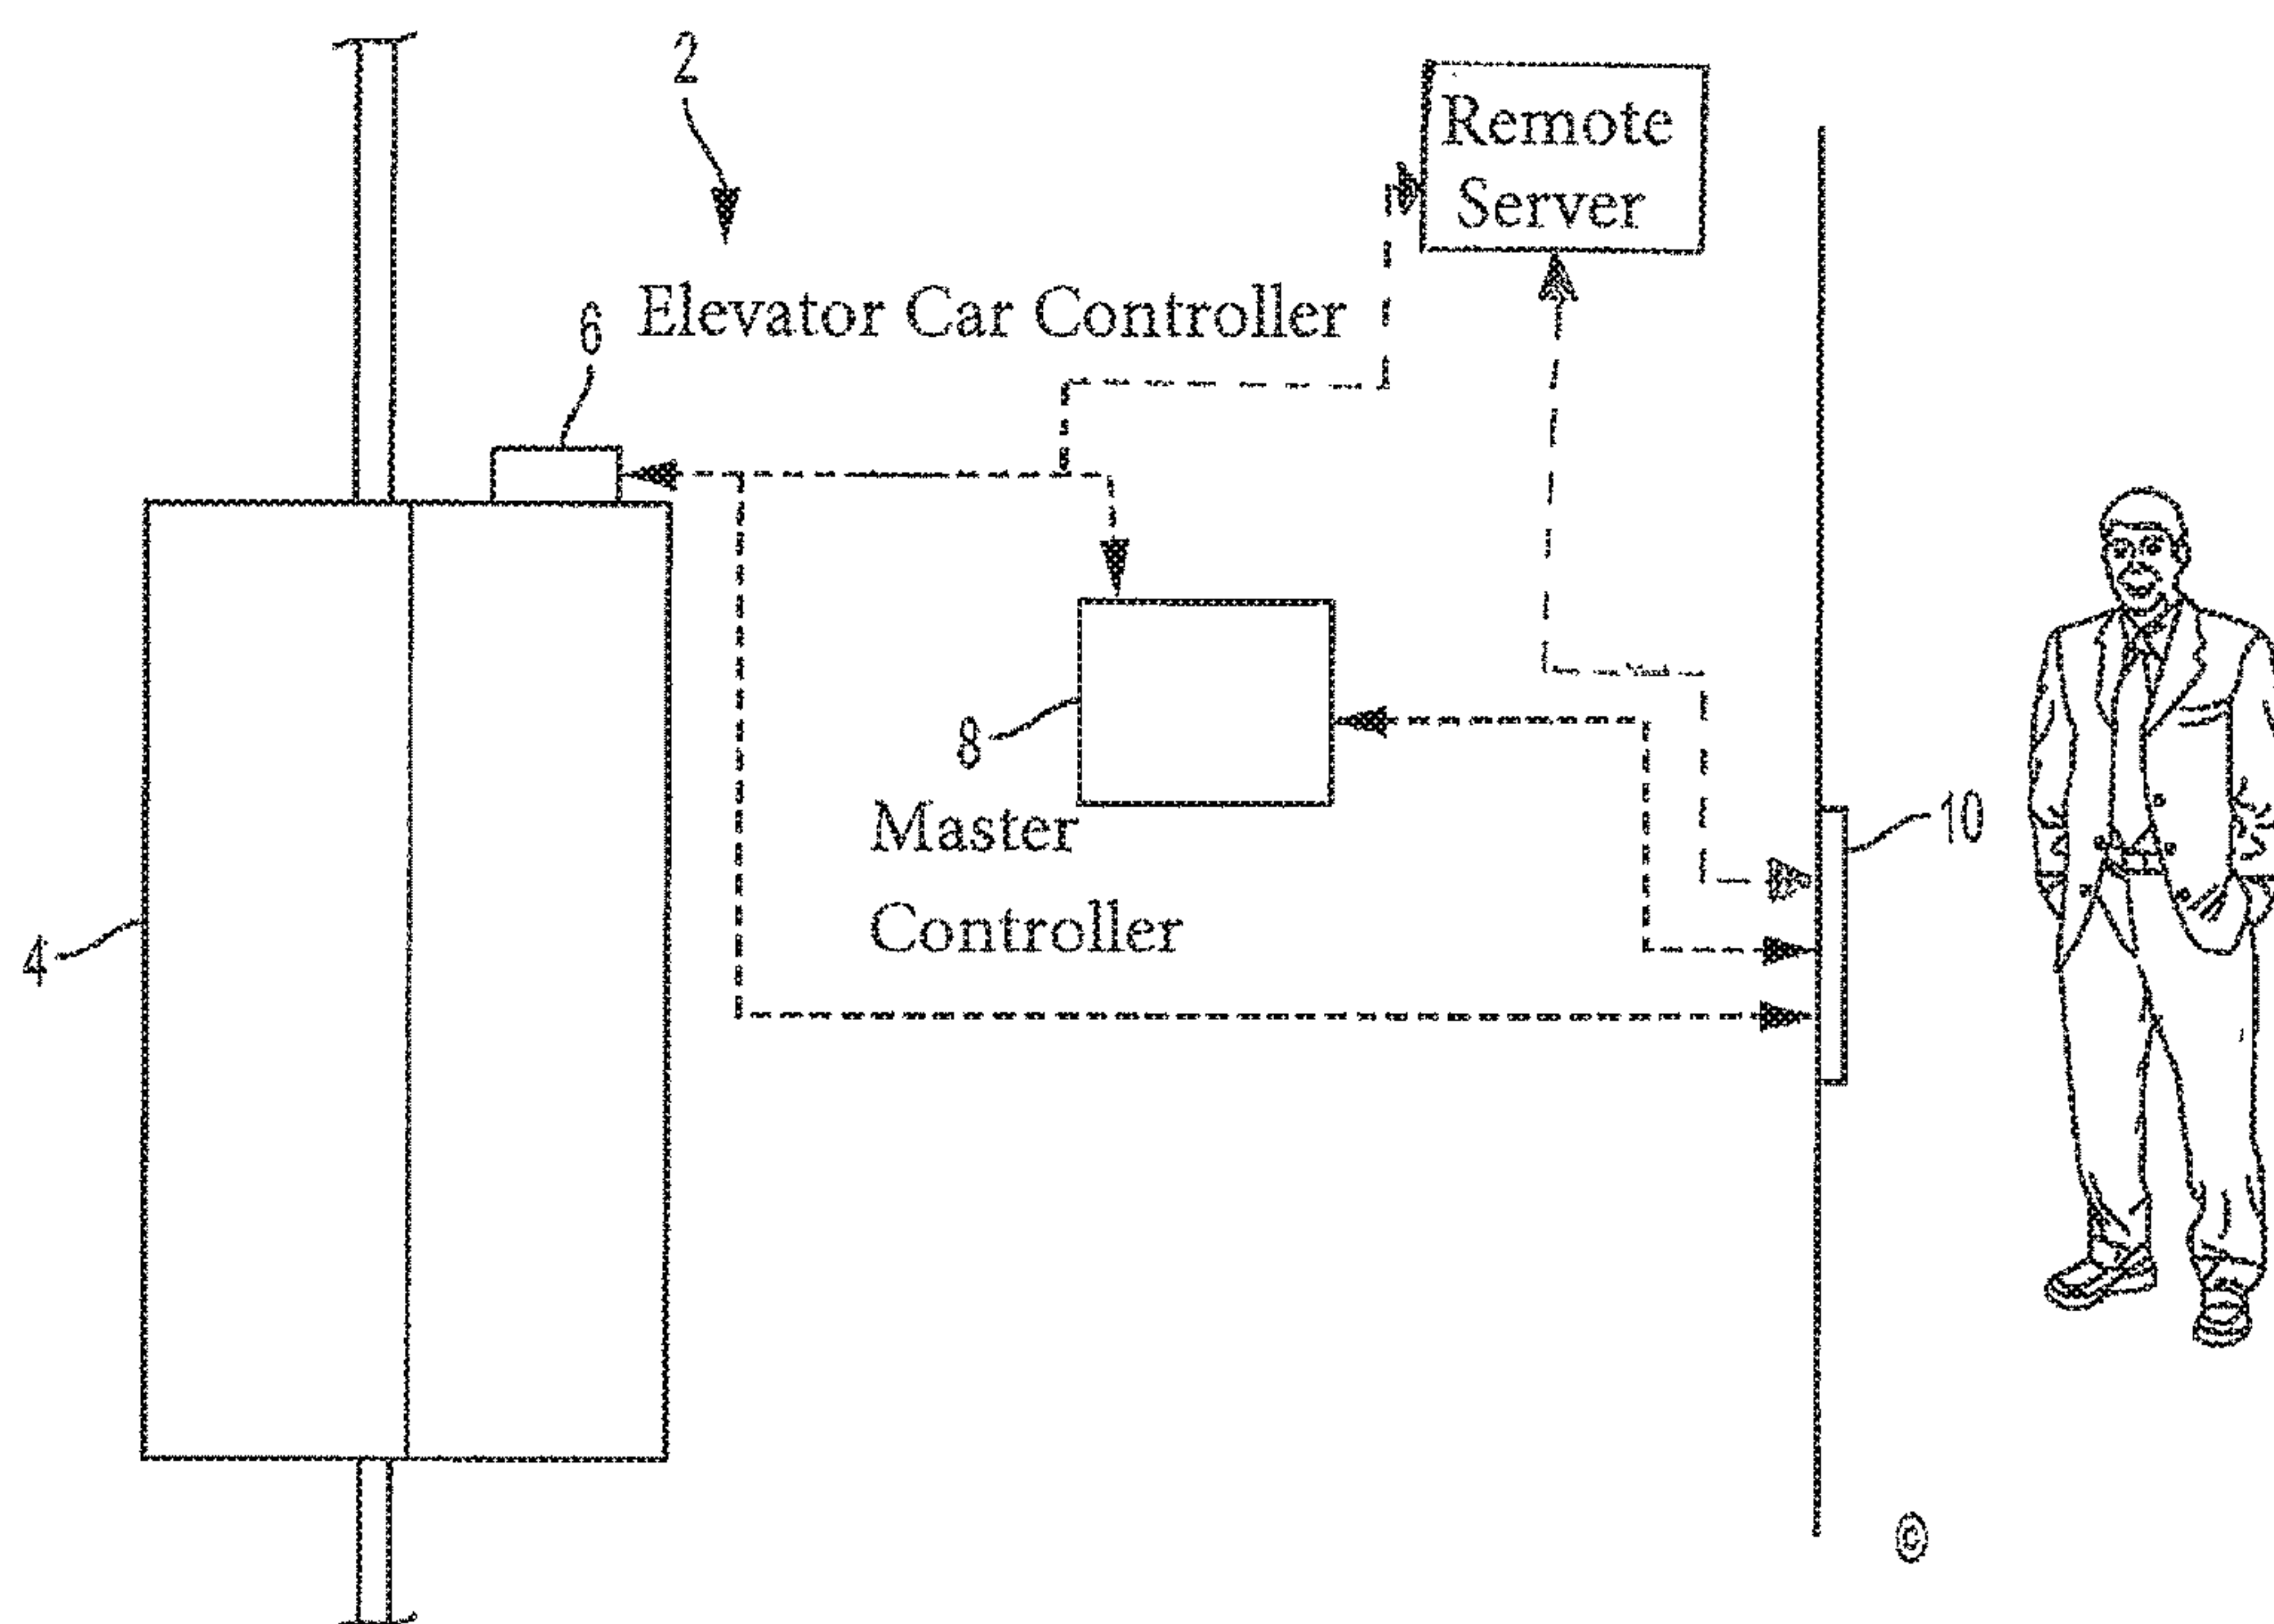 2
Remote
Server
Elevator Car Controller
6
8
Master
Controller
10
4
©